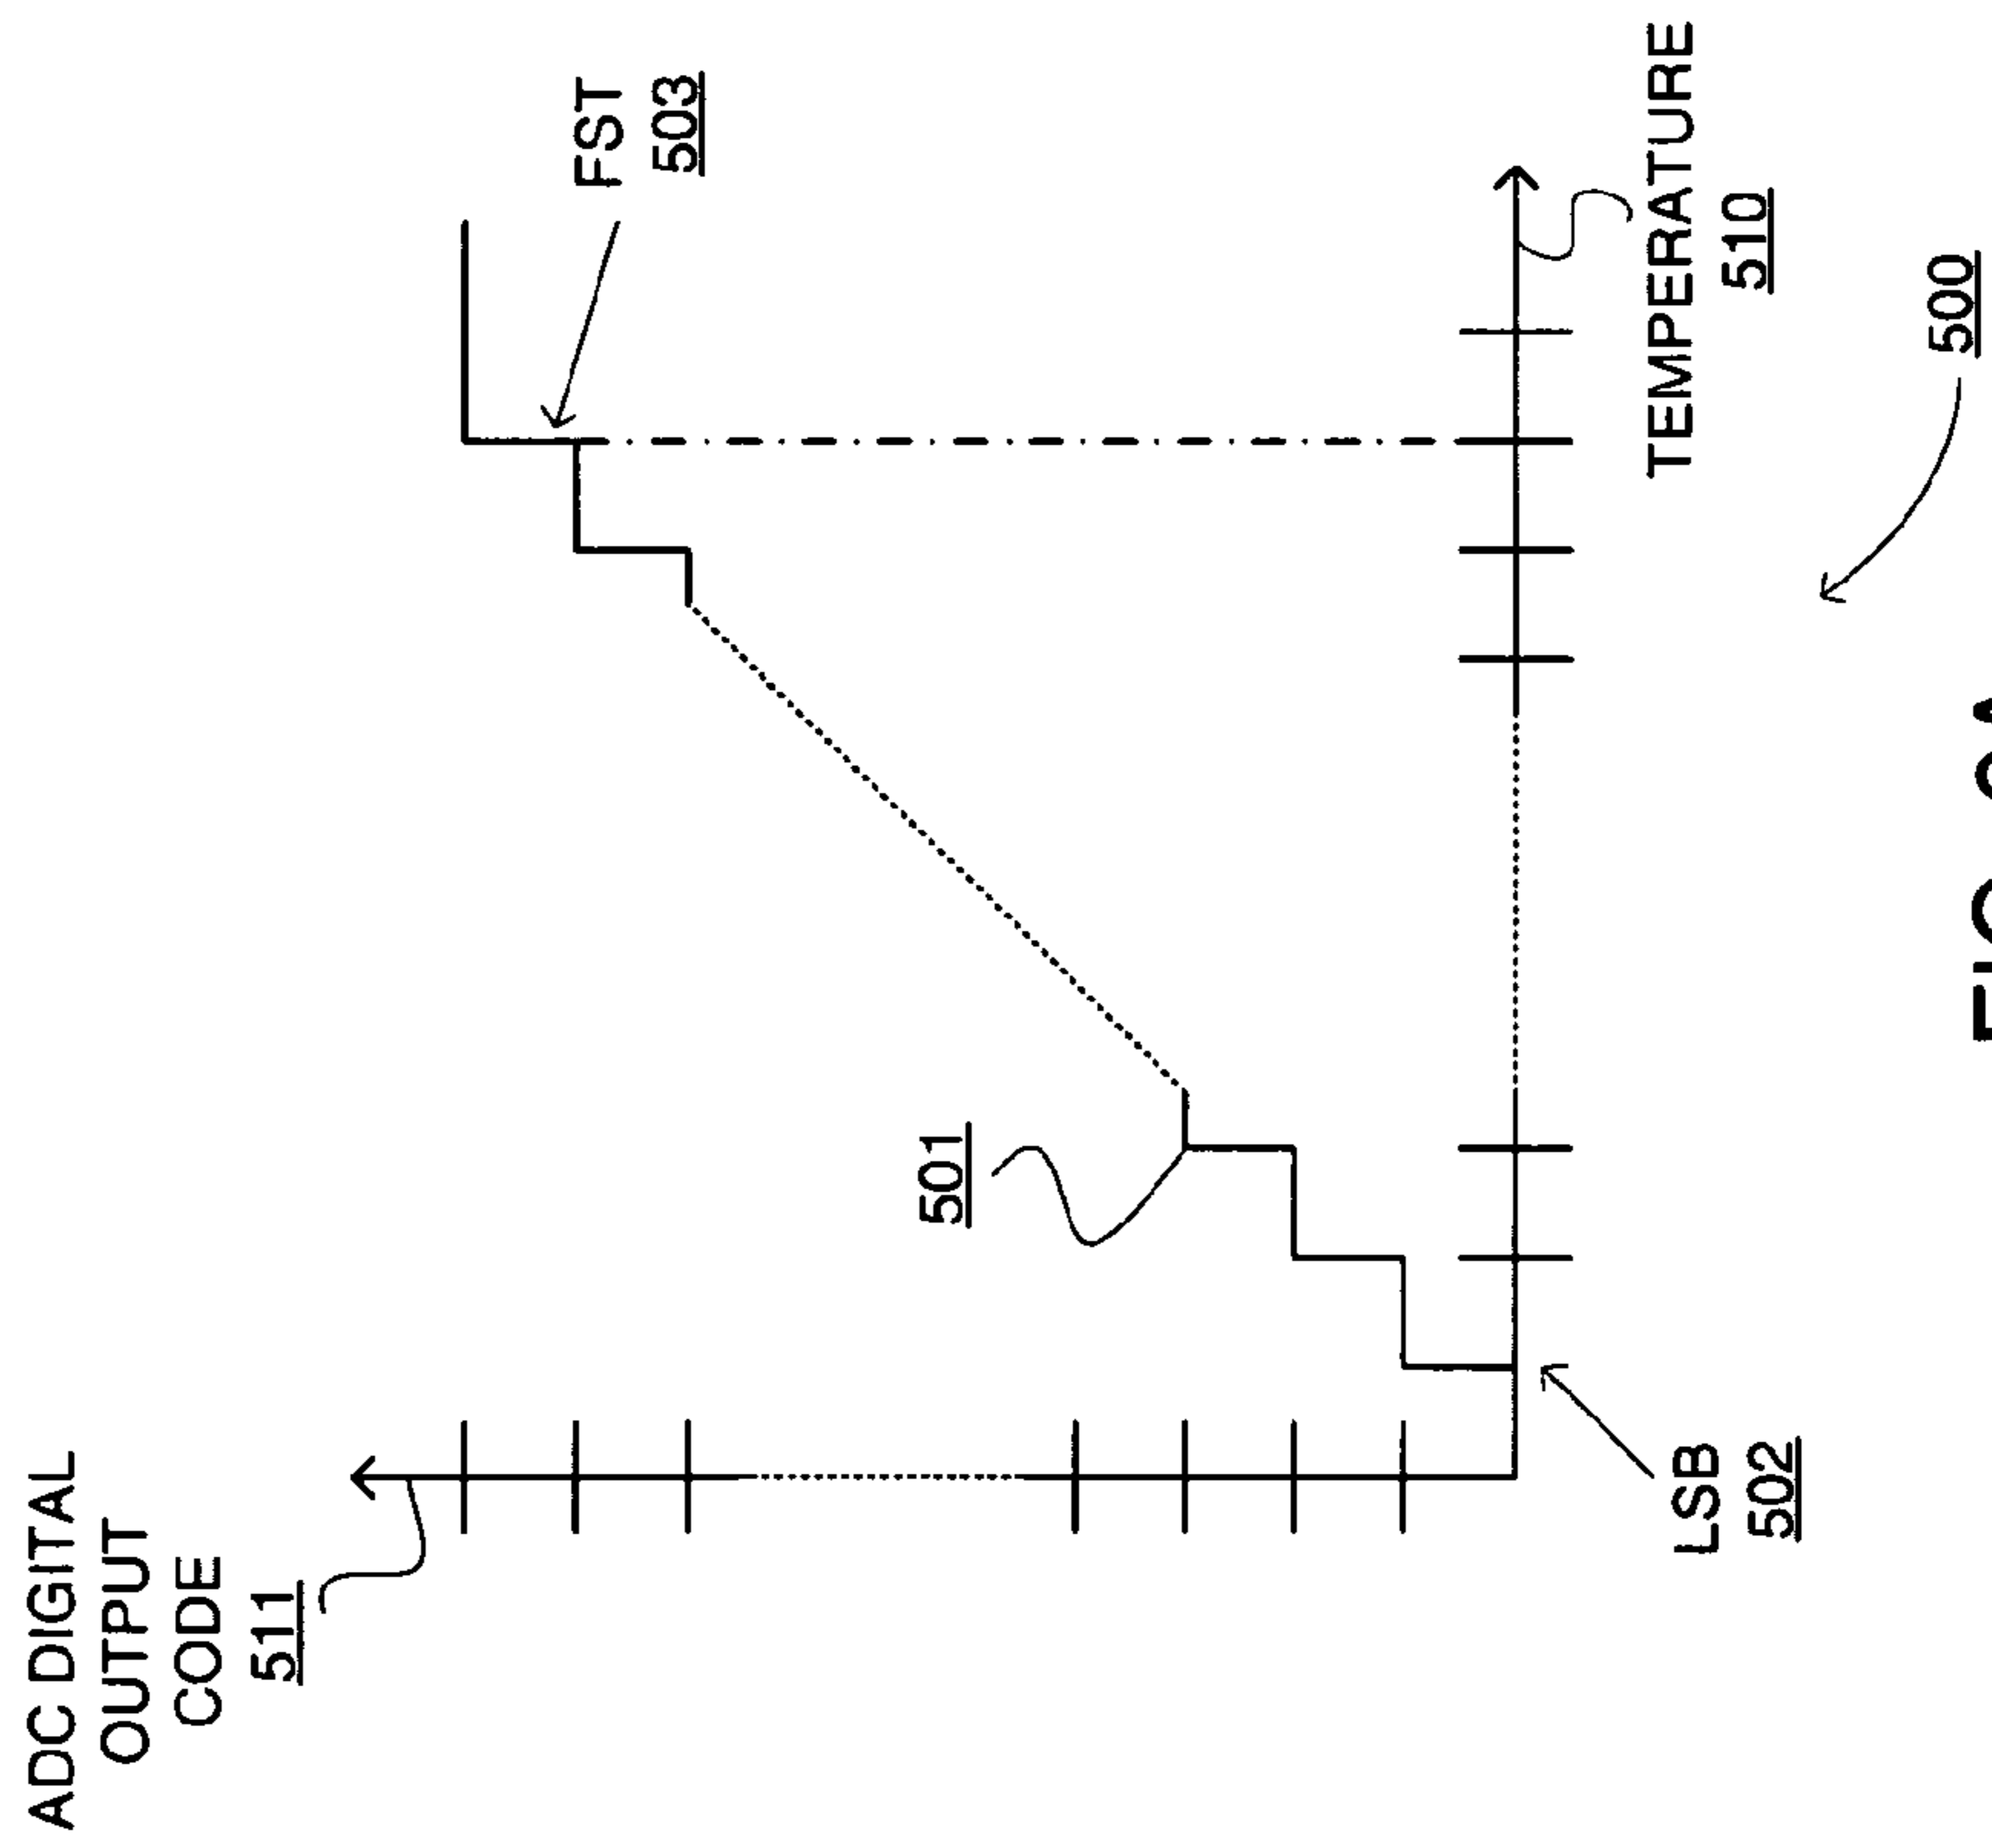 ADC DIGITAL
OUTPUT
CODE
511
FST
503
501
LSB
502
TEMPERATURE
510
500